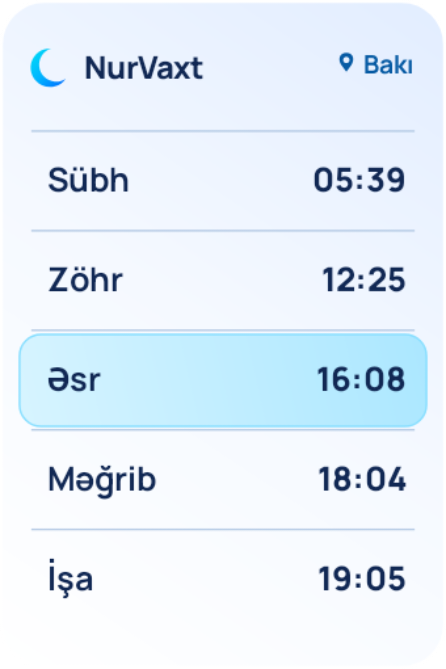 NurVaxt
Bakı
Sübh 05:39
Zöhr 12:25
Əsr 16:08
Məğrib 18:04
İşa 19:05